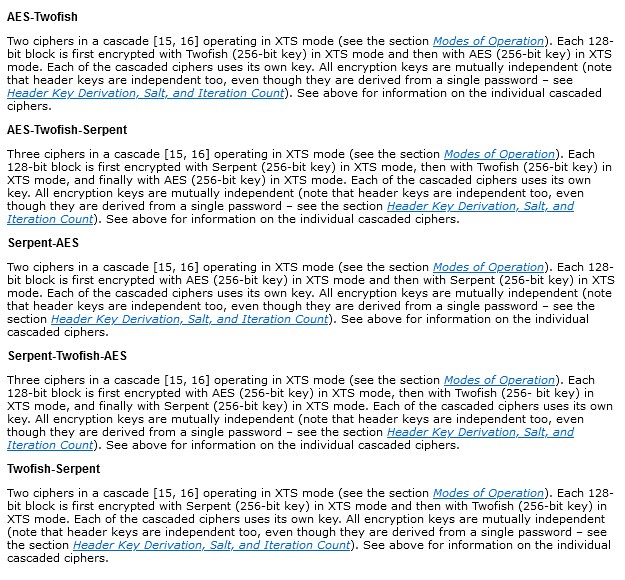 AES-Twofish
Two ciphers in a cascade [15, 16] operating in XTS mode (see the section Modes of Operation). Each 128-
bit block is first encrypted with Twofish (256-bit key) in XTS mode and then with AES (256-bit key) in XTS
mode. Each of the cascaded ciphers uses its own key. All encryption keys are mutually independent (note
that header keys are independent too, even though they are derived from a single password – see
Header Key Derivation, Salt, and Iteration Count). See above for information on the individual cascaded
ciphers.
AES-Twofish-Serpent
Three ciphers in a cascade [15, 16] operating in XTS mode (see the section Modes of Operation). Each
128-bit block is first encrypted with Serpent (256-bit key) in XTS mode, then with Twofish (256-bit key) in
XTS mode, and finally with AES (256-bit key) in XTS mode. Each of the cascaded ciphers uses its own
key. All encryption keys are mutually independent (note that header keys are independent too, even
though they are derived from a single password – see the section Header Key Derivation, Salt, and
Iteration Count). See above for information on the individual cascaded ciphers.
Serpent-AES
Two ciphers in a cascade [15, 16] operating in XTS mode (see the section Modes of Operation). Each 128-
bit block is first encrypted with AES (256-bit key) in XTS mode and then with Serpent (256-bit key) in XTS
mode. Each of the cascaded ciphers uses its own key. All encryption keys are mutually independent (note
that header keys are independent too, even though they are derived from a single password – see the
section Header Key Derivation, Salt, and Iteration Count). See above for information on the individual
cascaded ciphers.
Serpent-Twofish-AES
Three ciphers in a cascade [15, 16] operating in XTS mode (see the section Modes of Operation). Each
128-bit block is first encrypted with AES (256-bit key) in XTS mode, then with Twofish (256- bit key) in
XTS mode, and finally with Serpent (256-bit key) in XTS mode. Each of the cascaded ciphers uses its own
key. All encryption keys are mutually independent (note that header keys are independent too, even
though they are derived from a single password – see the section Header Key Derivation, Salt, and
Iteration Count). See above for information on the individual cascaded ciphers.
Twofish-Serpent
Two ciphers in a cascade [15, 16] operating in XTS mode (see the section Modes of Operation). Each 128-
bit block is first encrypted with Serpent (256-bit key) in XTS mode and then with Twofish (256-bit key) in
XTS mode. Each of the cascaded ciphers uses its own key. All encryption keys are mutually independent
(note that header keys are independent too, even though they are derived from a single password – see
the section Header Key Derivation, Salt, and Iteration Count). See above for information on the individual
cascaded ciphers.